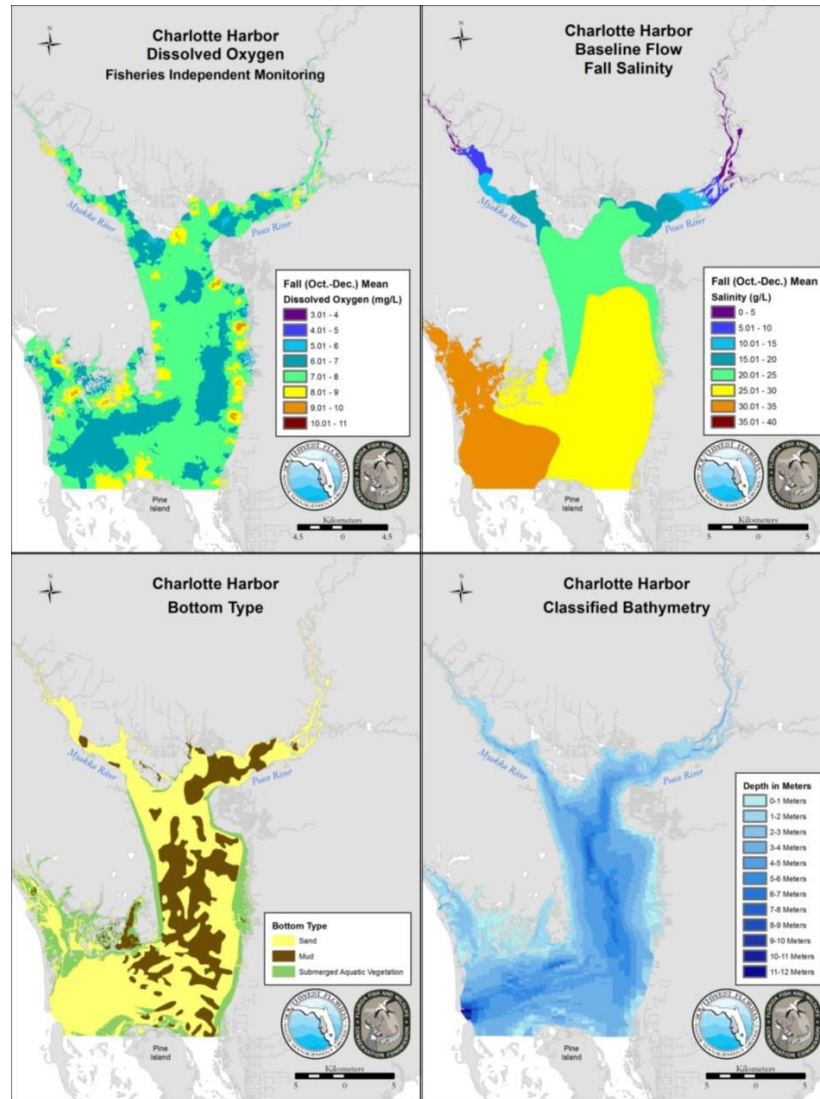 N
Charlotte Harbor
Dissolved Oxygen
Fisheries Independent Monitoring
Myakka River
Peace River
Fall (Oct.-Dec.) Mean
Dissolved Oxygen (mg/L)
3.01 - 4
4.01 - 5
5.01 - 6
6.01 - 7
7.01 - 8
8.01 - 9
9.01 - 10
10.01 - 11
Pine
Island
Kilometers
4.5 0 4.5
N
Charlotte Harbor
Baseline Flow
Fall Salinity
Myakka River
Peace River
Fall (Oct.-Dec.) Mean
Salinity (g/L)
0 - 5
5.01 - 10
10.01 - 15
15.01 - 20
20.01 - 25
25.01 - 30
30.01 - 35
35.01 - 40
Pine
Island
Kilometers
5 0 5
N
Charlotte Harbor
Bottom Type
Myakka River
Peace River
Bottom Type
Sand
Mud
Submerged Aquatic Vegetation
Pine
Island
Kilometers
5 0 5
N
Charlotte Harbor
Classified Bathymetry
Myakka River
Peace River
Depth in Meters
0-1 Meters
1-2 Meters
2-3 Meters
3-4 Meters
4-5 Meters
5-6 Meters
6-7 Meters
7-8 Meters
8-9 Meters
9-10 Meters
10-11 Meters
11-12 Meters
Pine
Island
Kilometers
5 0 5